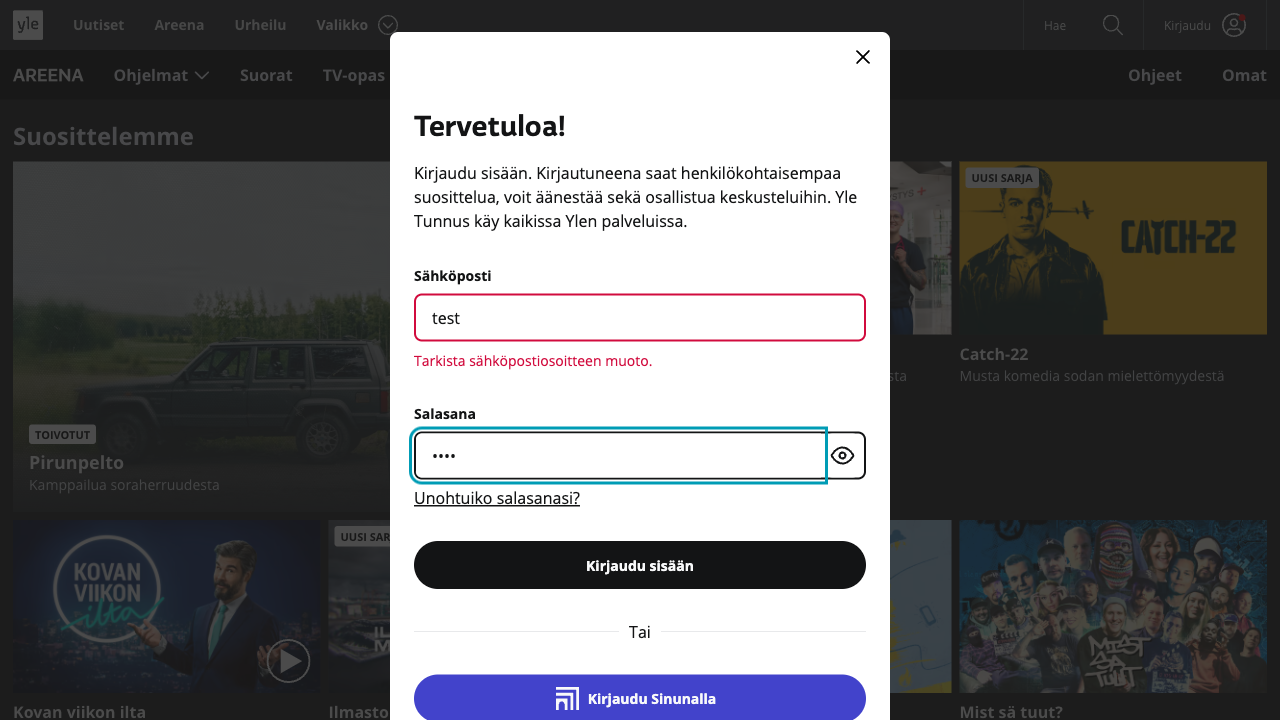 yle
Uutiset
Areena
Urheilu
Valikko
Hae
Kirjaudu
AREENA
Ohjelmat
Suorat
TV-opas
Ohjeet
Omat
Suosittelemme
Tervetuloa!
Kirjaudu sisään. Kirjautuneena saat henkilökohtaisempaa
suosittelua, voit äänestää sekä osallistua keskusteluihin. Yle
Tunnus käy kaikissa Ylen palveluissa.
Sähköposti
test
Tarkista sähköpostiosoitteen muoto.
Salasana
••••
Unohtuiko salasanasi?
Kirjaudu sisään
Tai
Kirjaudu Sinunalla
TOIVOTUT
Pirunpelto
Kamppailua soraherruudesta
UUSI SARJA
CATCH-22
Catch-22
Musta komedia sodan mielettömyydestä
KOVAN
VIIKON
ilta
Kovan viikon ilta
UUSI SAR
Ilmasto
MIST
SÄ
TUUT
Mist sä tuut?